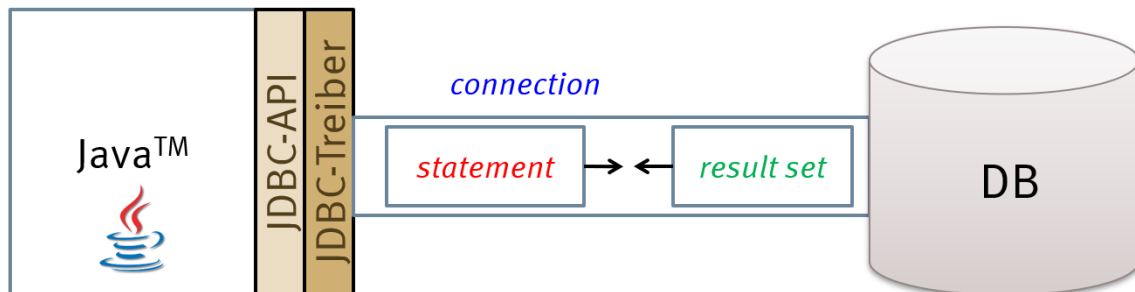 Java™
JDBC-API
JDBC-Treiber
connection
statement
result set
DB